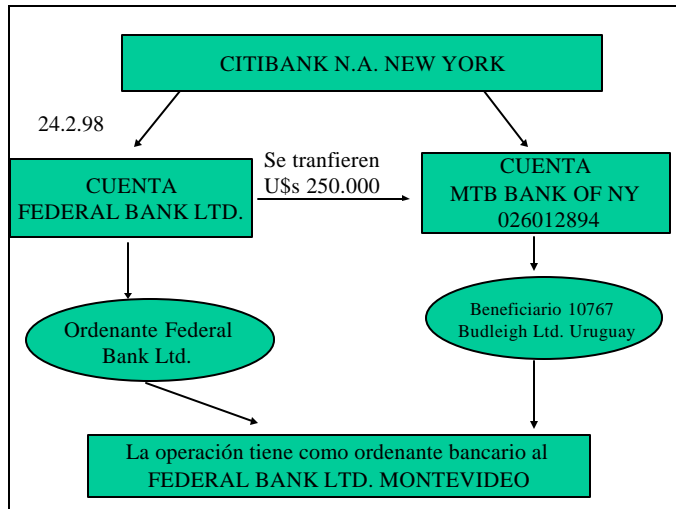 CITIBANK N.A. NEW YORK
24.2.98
Se tranfieren
U$s 250.000
CUENTA
FEDERAL BANK LTD.
CUENTA
MTB BANK OF NY
026012894
Ordenante Federal
Bank Ltd.
Beneficiario 10767
Budleigh Ltd. Uruguay
La operación tiene como ordenante bancario al
FEDERAL BANK LTD. MONTEVIDEO